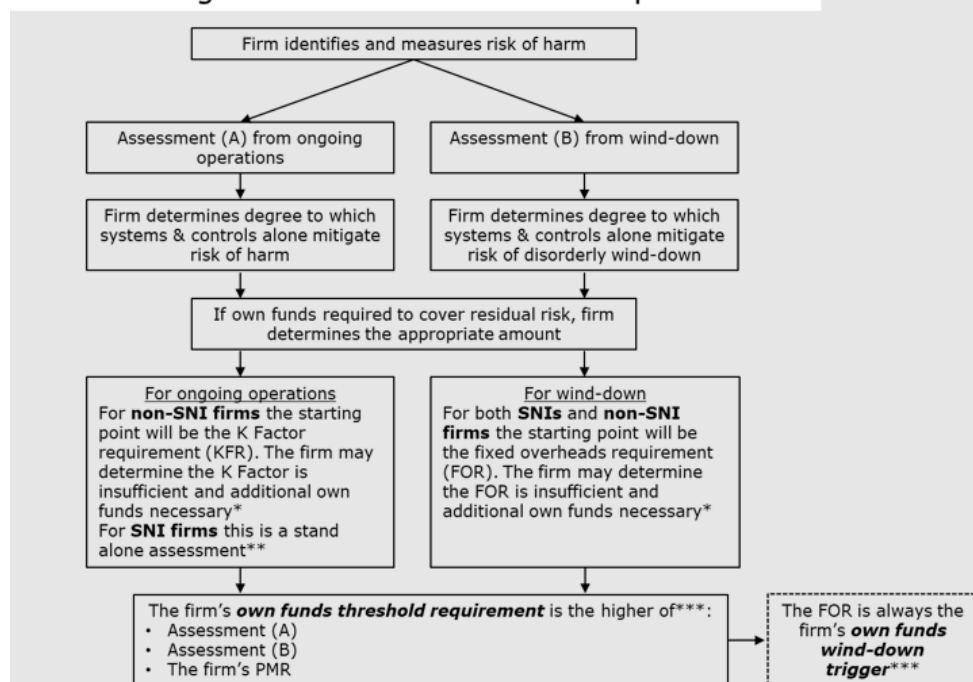 Firm identifies and measures risk of harm
Assessment (A) from ongoing
operations
Assessment (B) from wind-down
Firm determines degree to which
systems & controls alone mitigate
risk of harm
Firm determines degree to which
systems & controls alone mitigate
risk of disorderly wind-down
If own funds required to cover residual risk, firm
determines the appropriate amount
For ongoing operations
For non-SNI firms the starting
point will be the K Factor
requirement (KFR). The firm may
determine the K Factor is
insufficient and additional own
funds necessary*
For SNI firms this is a stand
alone assessment**
For wind-down
For both SNIs and non-SNI
firms the starting point will be
the fixed overheads requirement
(FOR). The firm may determine
the FOR is insufficient and
additional own funds necessary*
The firm's own funds threshold requirement is the higher of***:
• Assessment (A)
• Assessment (B)
• The firm's PMR
The FOR is always the
firm's own funds
wind-down
trigger***